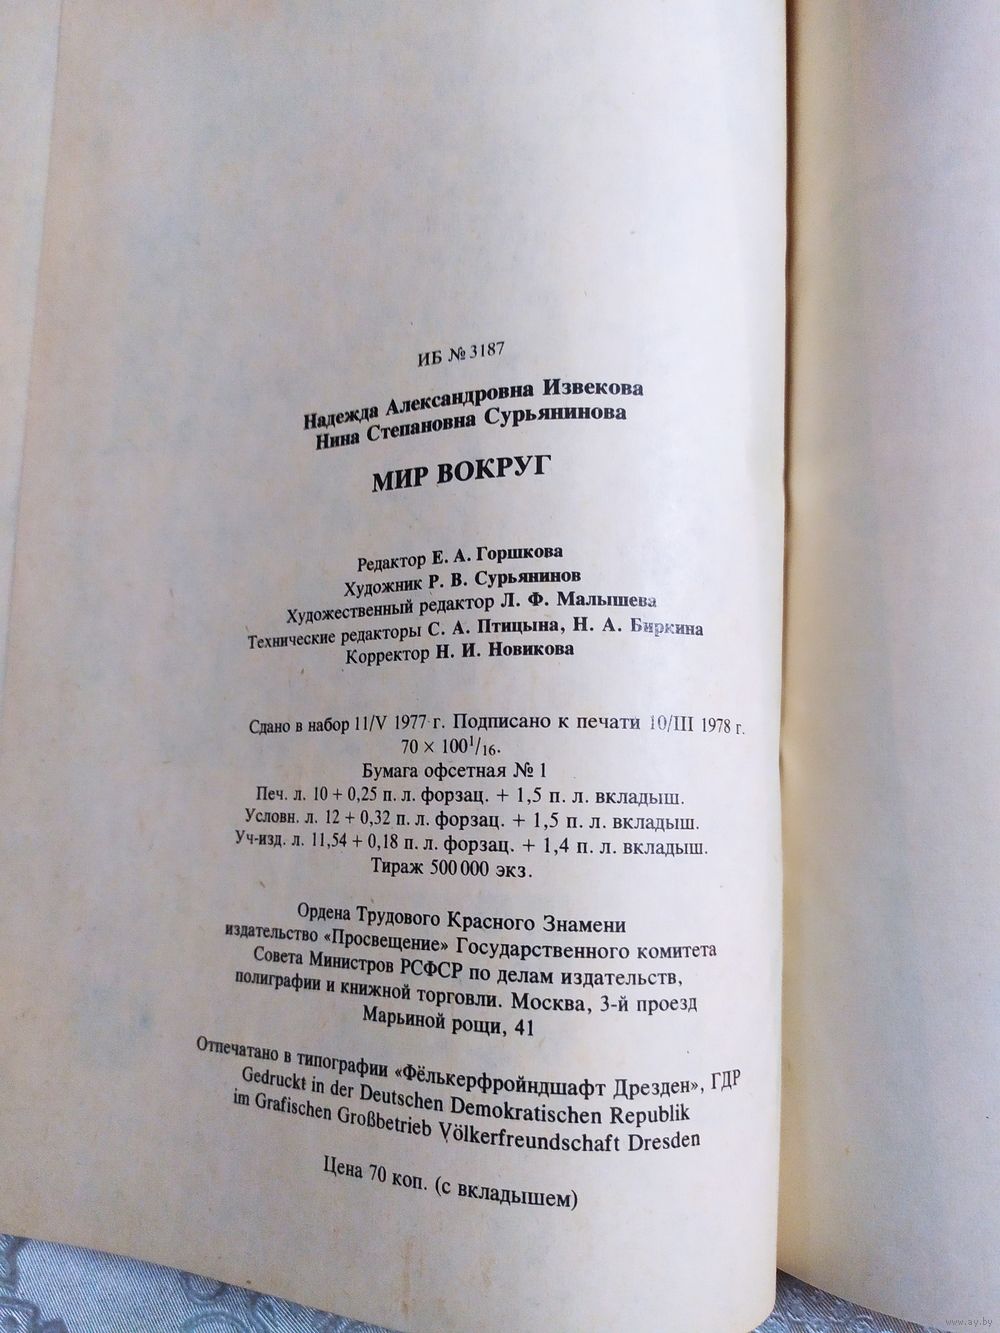 ИБ № 3187
Надежда Александровна Извекова
Нина Степановна Сурьянинова
МИР ВОКРУГ
Редактор Е. А. Горшкова
Художник Р. В. Сурьянинов
Художественный редактор Л. Ф. Малышева
Технические редакторы С. А. Птицына, Н. А. Биркина
Корректор Н. И. Новикова
Сдано в набор 11/V 1977 г. Подписано к печати 10/III 1978 г.
70 × 100¹/₁₆.
Бумага офсетная № 1
Печ. л. 10 + 0,25 п. л. форзац. + 1,5 п. л. вкладыш.
Условн. л. 12 + 0,32 п. л. форзац. + 1,5 п. л. вкладыш.
Уч-изд. л. 11,54 + 0,18 п. л. форзац. + 1,4 п. л. вкладыш.
Тираж 500 000 экз.
Ордена Трудового Красного Знамени
издательство «Просвещение» Государственного комитета
Совета Министров РСФСР по делам издательств,
полиграфии и книжной торговли. Москва, 3-й проезд
Марьиной рощи, 41
Отпечатано в типографии «Фёлькерфройндшафт Дрезден», ГДР
Gedruckt in der Deutschen Demokratischen Republik
im Grafischen Großbetrieb Völkerfreundschaft Dresden
Цена 70 коп. (с вкладышем)
www.ay.by